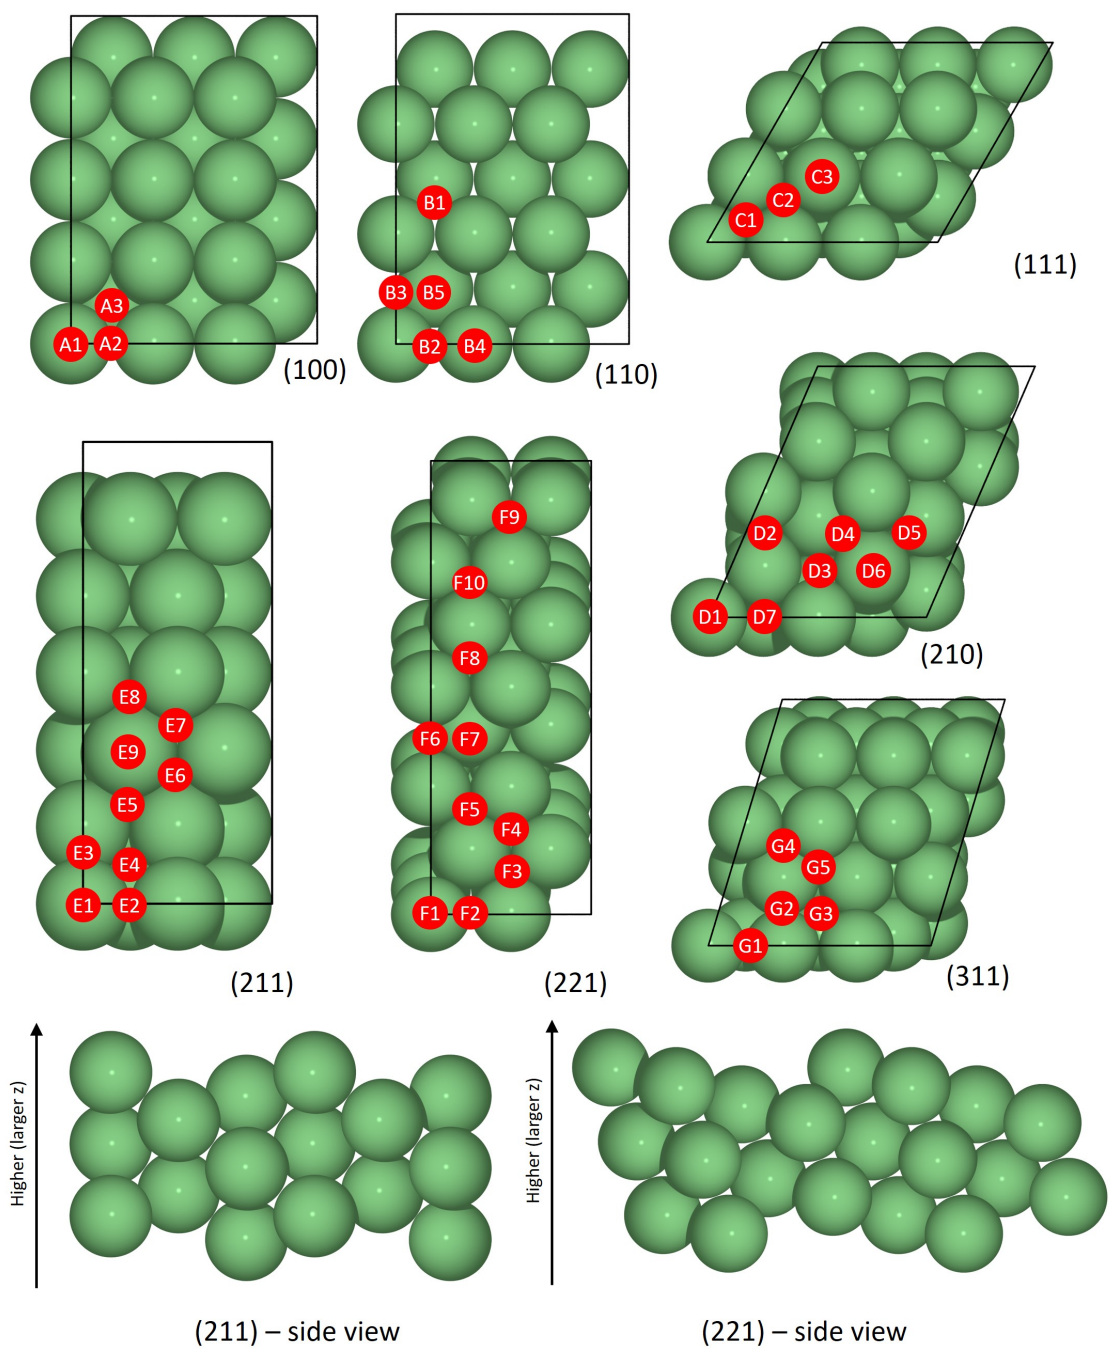 A3
A1 A2
(100)
B1
B3 B5
B2 B4
(110)
C3
C2
C1
(111)
D2 D4 D5
D3 D6
D1 D7
(210)
E8
E7
E9
E6
E5
E3
E4
E1 E2
(211)
F9
F10
F8
F6 F7
F5
F4
F3
F1 F2
(221)
G4
G5
G2 G3
G1
(311)
Higher (larger z)
(211) – side view
Higher (larger z)
(221) – side view